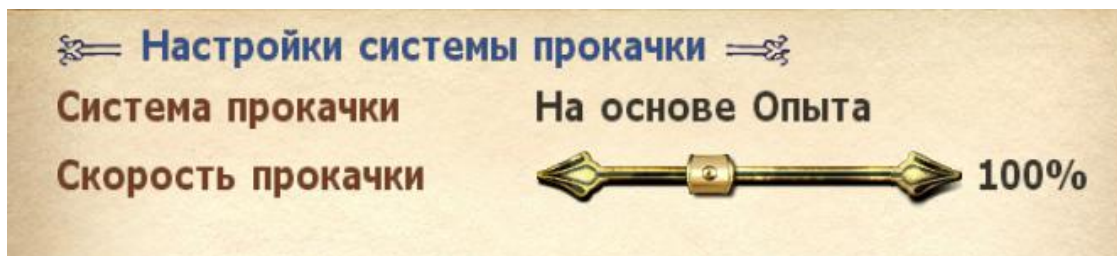 Настройки системы прокачки
Система прокачки На основе Опыта
Скорость прокачки 100%